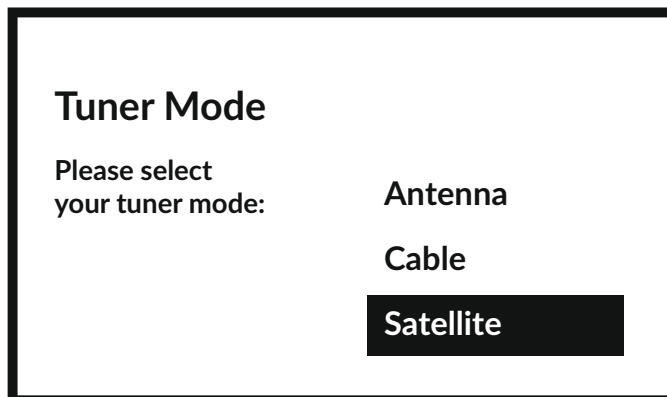 Tuner Mode
Please select
your tuner mode:
Antenna
Cable
Satellite